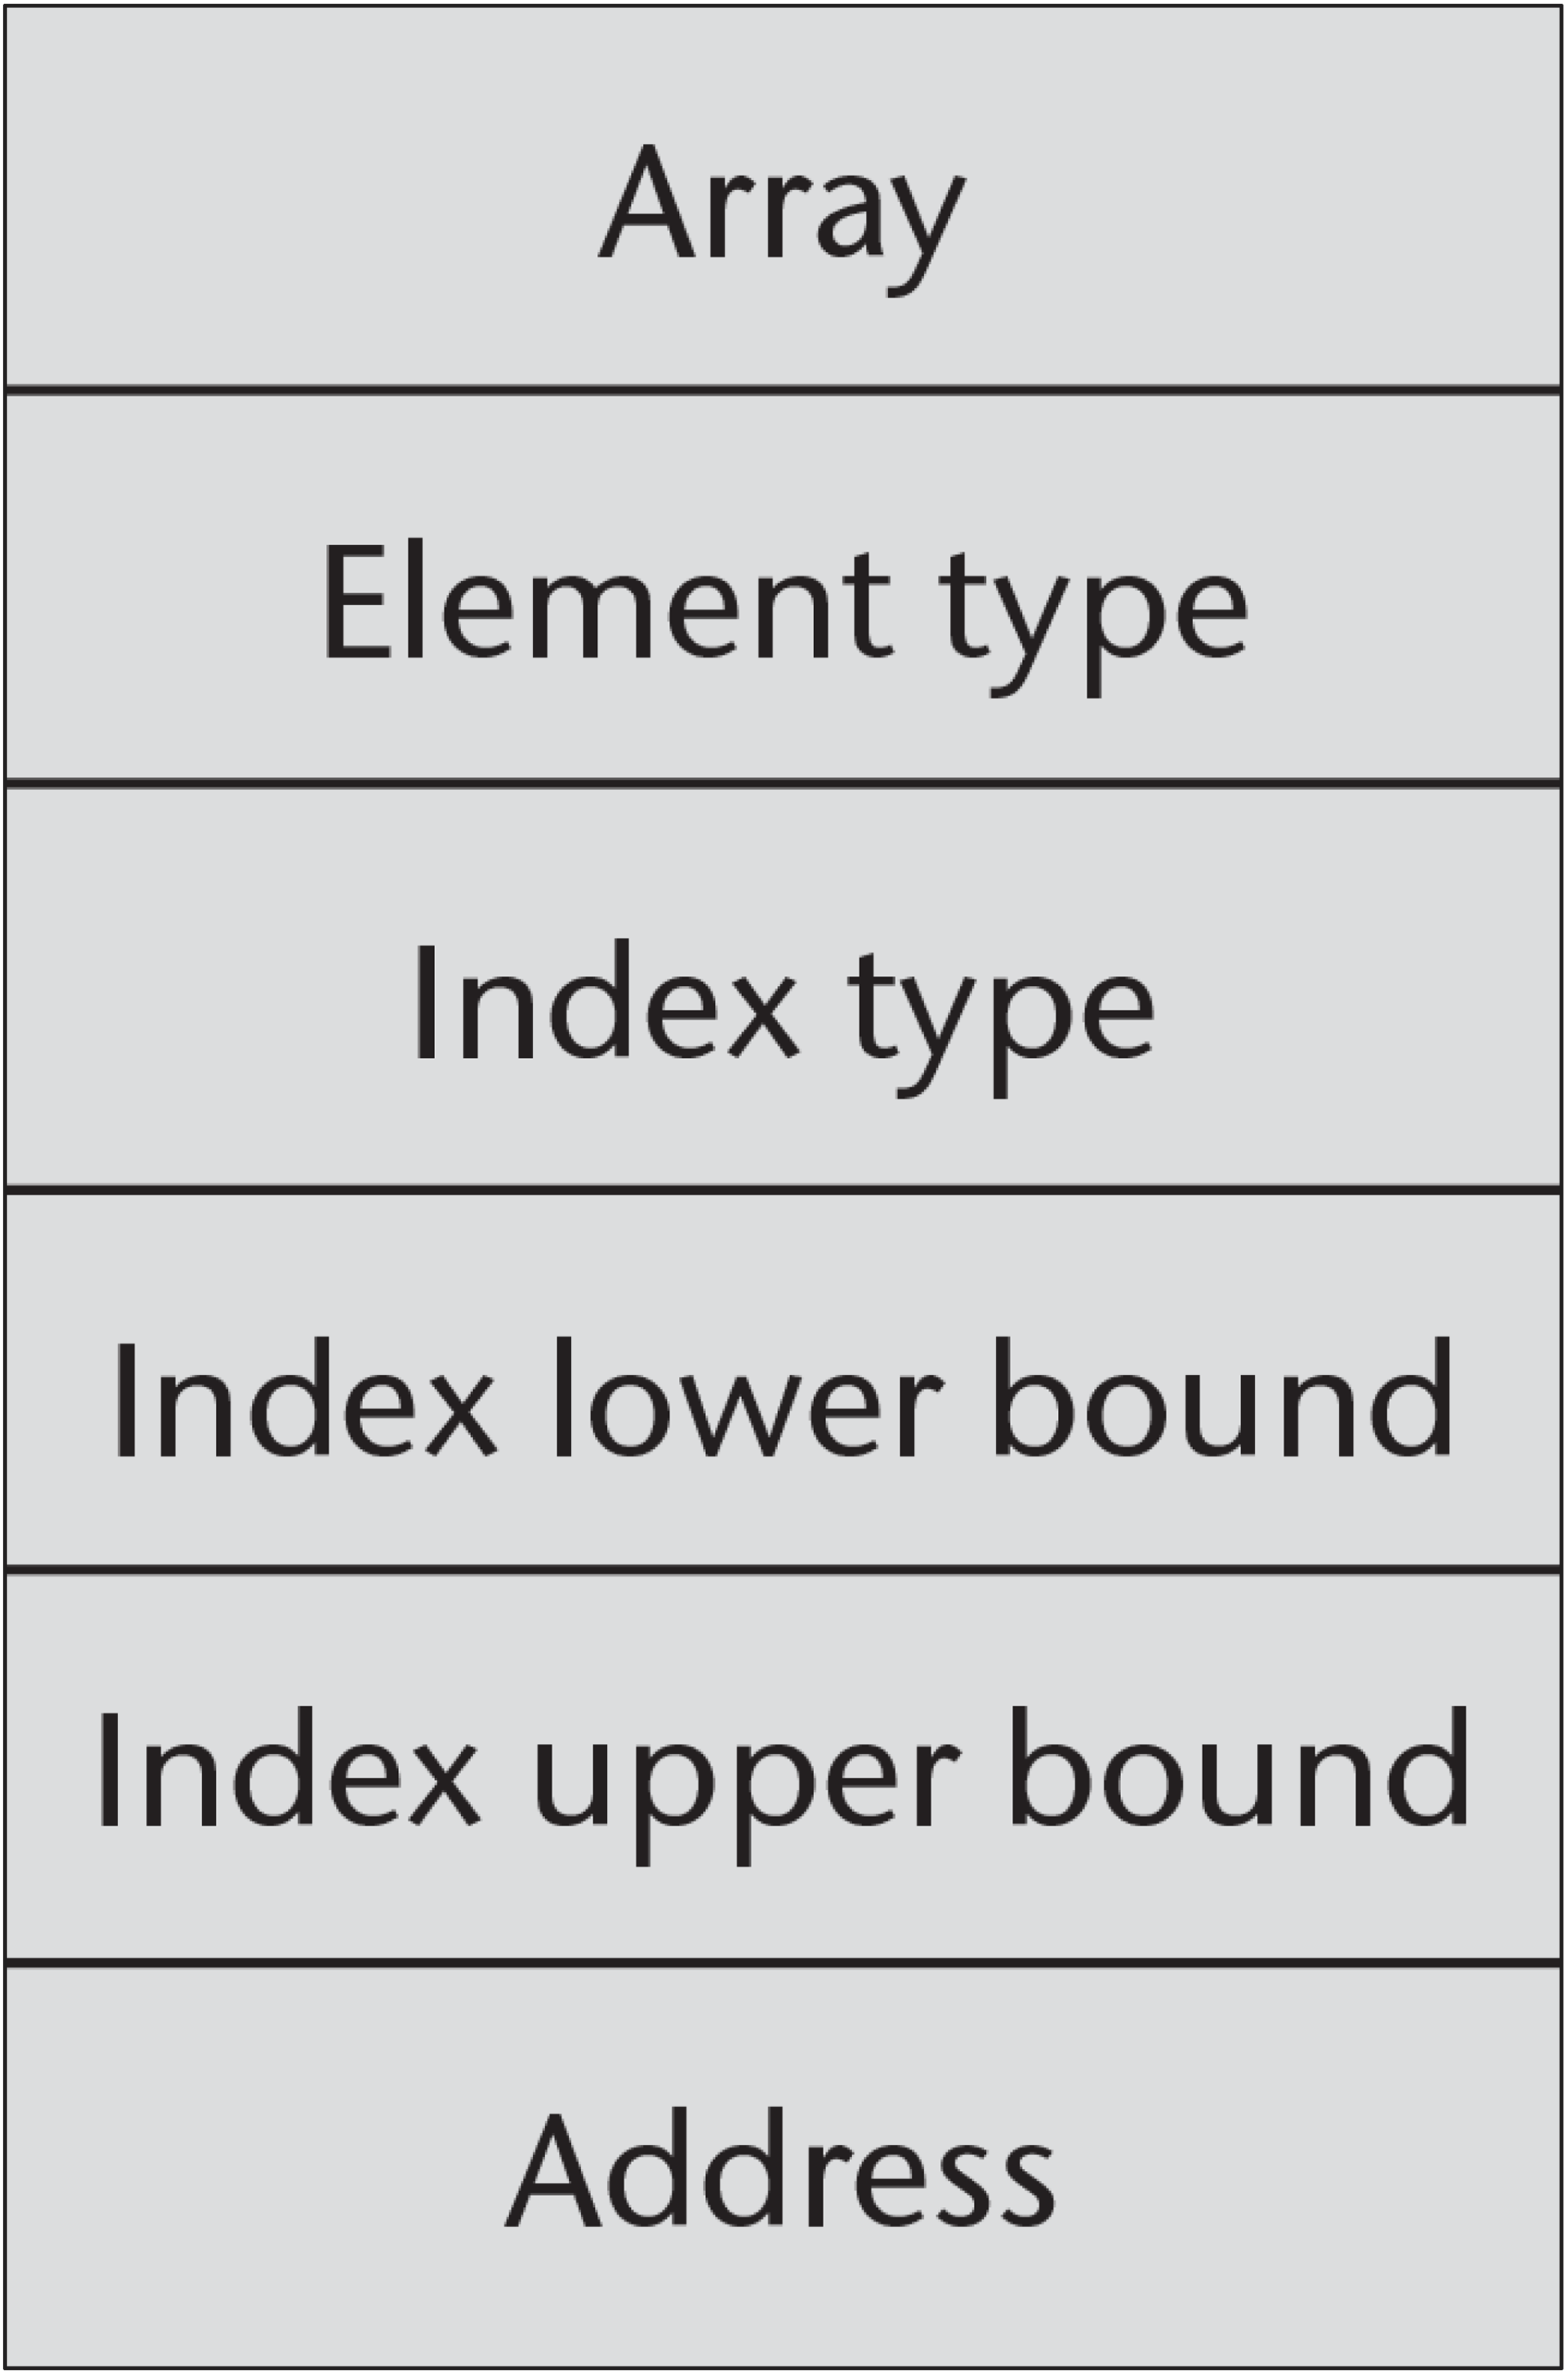 Array
Element type
Index type
Index lower bound
Index upper bound
Address